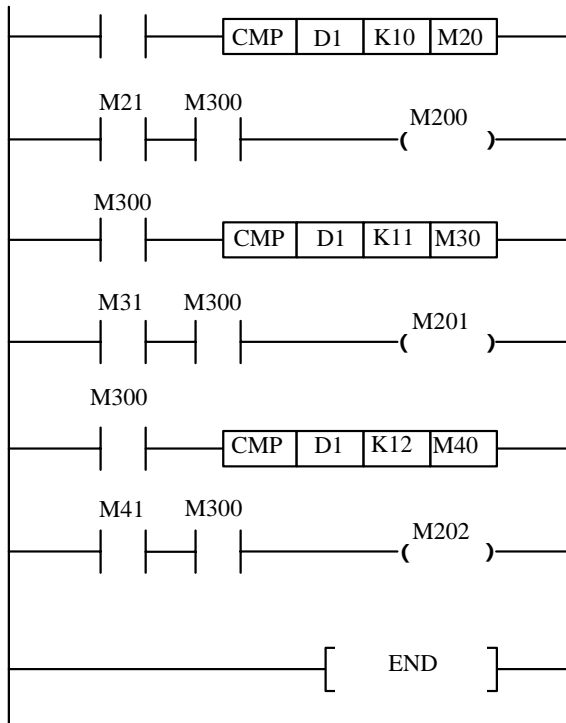 CMP D1 K10 M20
M21 M300 M200
M300
CMP D1 K11 M30
M31 M300 M201
M300
CMP D1 K12 M40
M41 M300 M202
END